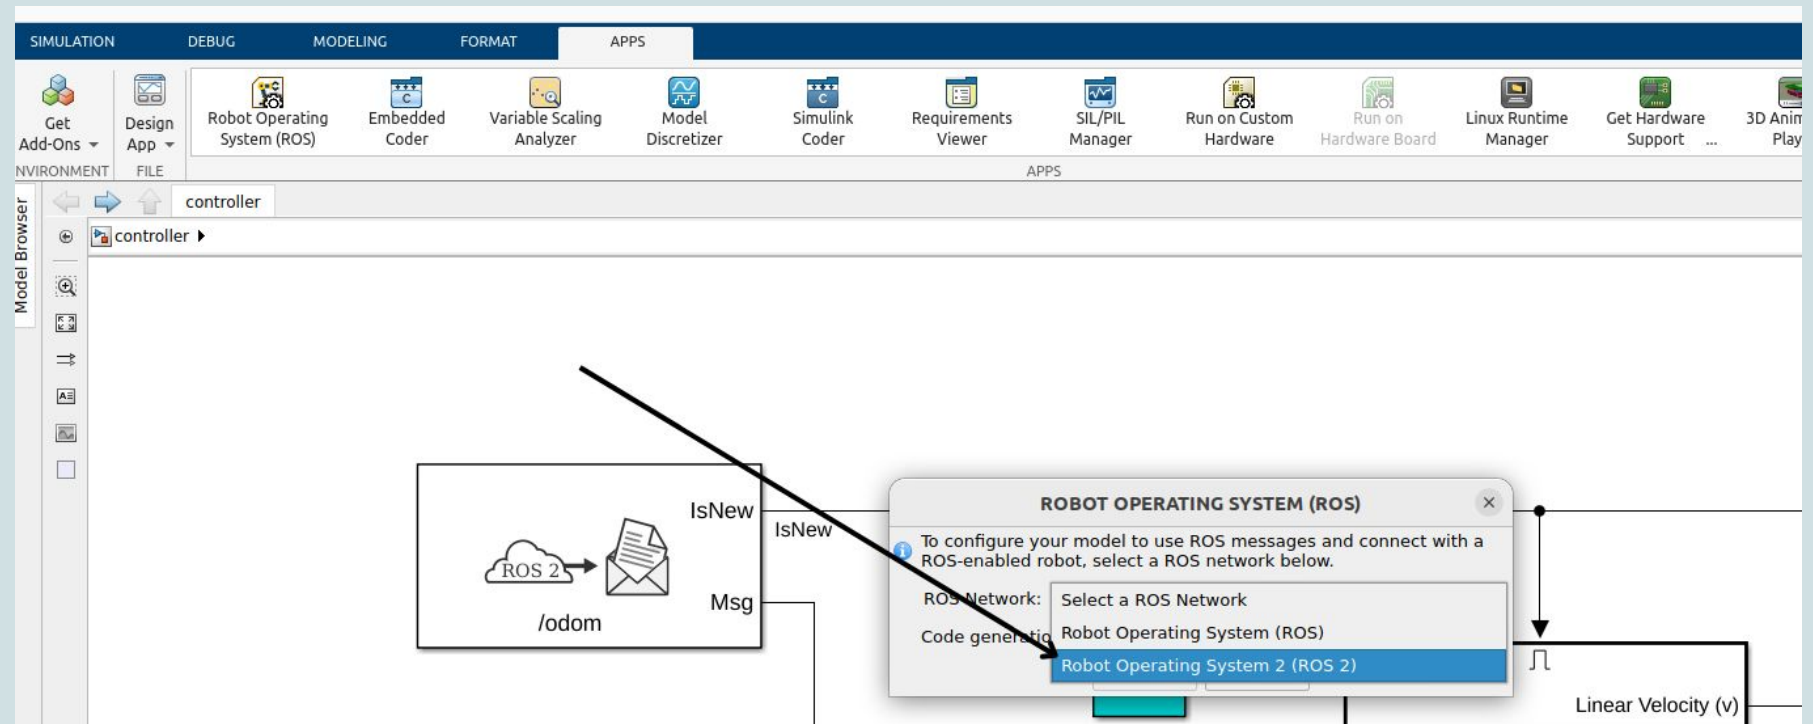 SIMULATION DEBUG MODELING FORMAT APPS
Get Add-Ons
Design App
Robot Operating System (ROS)
Embedded Coder
Variable Scaling Analyzer
Model Discretizer
Simulink Coder
Requirements Viewer
SIL/PIL Manager
Run on Custom Hardware
Run on Hardware Board
Linux Runtime Manager
Get Hardware Support ...
3D Anim
Play
NVIRONMENT FILE APPS
Model Browser
controller
controller
IsNew
IsNew
ROS 2
Msg
/odom
ROBOT OPERATING SYSTEM (ROS)
To configure your model to use ROS messages and connect with a
ROS-enabled robot, select a ROS network below.
ROS Network: Select a ROS Network
Code generatio Robot Operating System (ROS)
Robot Operating System 2 (ROS 2)
Linear Velocity (v)